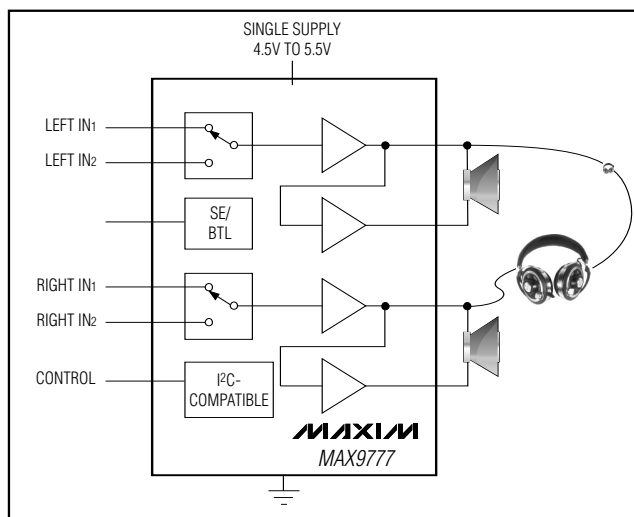 SINGLE SUPPLY
4.5V TO 5.5V
LEFT IN1
LEFT IN2
SE/
BTL
RIGHT IN1
RIGHT IN2
CONTROL
I²C-
COMPATIBLE
MAXIM
MAX9777